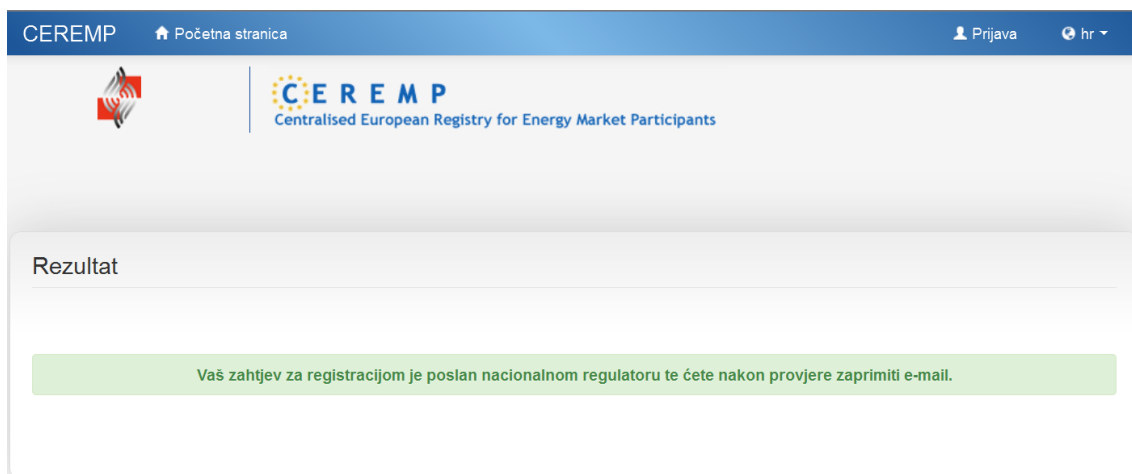 CEREMP Početna stranica Prijava hr
CEREMP
Centralised European Registry for Energy Market Participants
Rezultat
Vaš zahtjev za registracijom je poslan nacionalnom regulatoru te ćete nakon provjere zaprimiti e-mail.